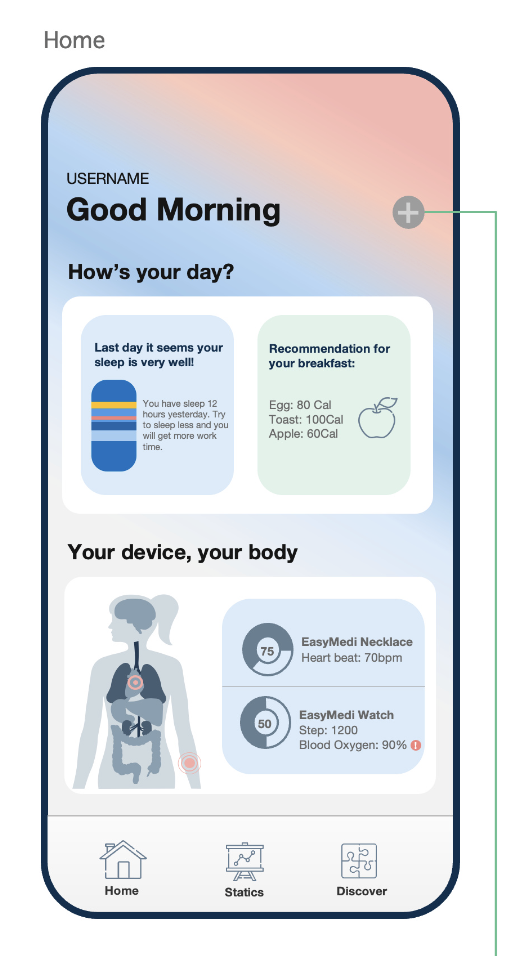 Home
USERNAME
Good Morning
How's your day?
Last day it seems your
sleep is very well!
You have sleep 12
hours yesterday. Try
to sleep less and you
will get more work
time.
Recommendation for
your breakfast:
Egg: 80 Cal
Toast: 100Cal
Apple: 60Cal
Your device, your body
75
EasyMedi Necklace
Heart beat: 70bpm
50
EasyMedi Watch
Step: 1200
Blood Oxygen: 90% !
Home
Statics
Discover